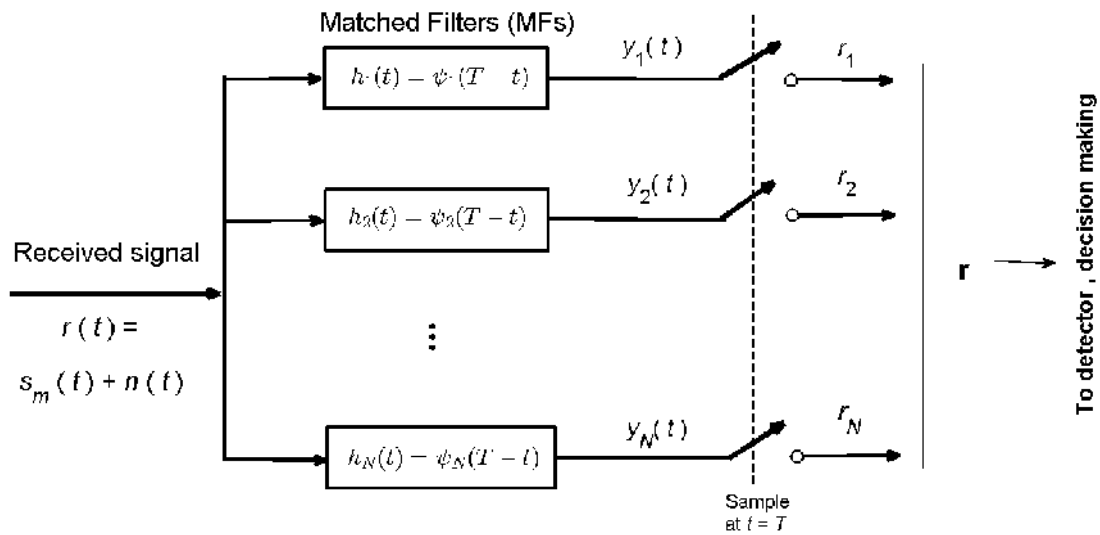 Matched Filters (MFs)
h·(t) = ψ·(T t)
y1(t)
r1
h2(t) = ψ2(T − t)
y2(t)
r2
Received signal
r(t) =
sm(t) + n(t)
⋮
r
To detector, decision making
hN(t) = ψN(T − t)
yN(t)
rN
Sample
at t = T